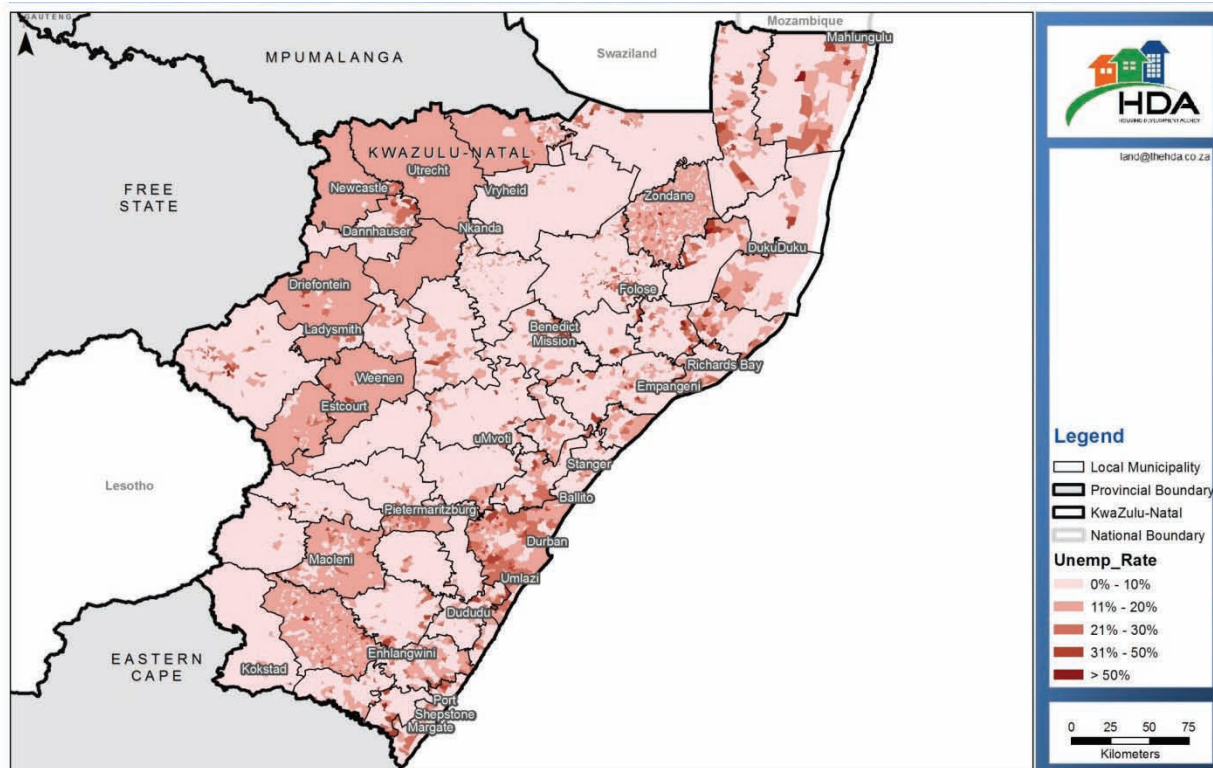 GAUTENG
Mozambique
Mahlungulu
Swaziland
MPUMALANGA
KWAZULU-NATAL
Utrecht
FREE
STATE
Newcastle
Vryheid
Zondane
Dannhauser
Nkanda
DukuDuku
Driefontein
Folose
Ladysmith
Benedict
Mission
Richards Bay
Weenen
Empangeni
Estcourt
uMvoti
Stanger
Lesotho
Ballito
Pietermaritzburg
Durban
Maoleni
Umlazi
Dududu
Enhlangwini
EASTERN
CAPE
Kokstad
Port
Shepstone
Margate
HDA
HOUSING DEVELOPMENT AGENCY
land@thehda.co.za
Legend
Local Municipality
Provincial Boundary
KwaZulu-Natal
National Boundary
Unemp_Rate
0% - 10%
11% - 20%
21% - 30%
31% - 50%
> 50%
0 25 50 75
Kilometers